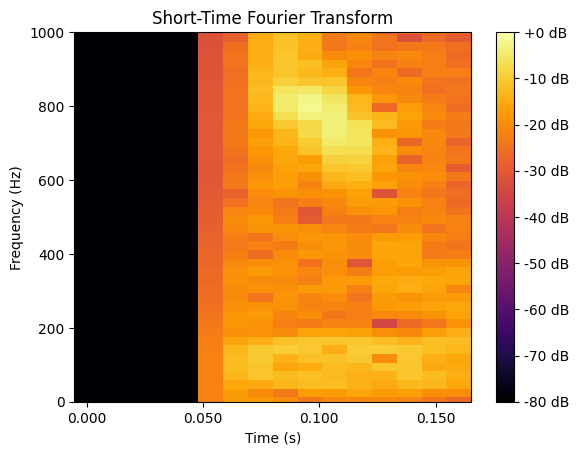 Short-Time Fourier Transform
Frequency (Hz)
1000
800
600
400
200
0
0.000
0.050
0.100
0.150
Time (s)
+0 dB
-10 dB
-20 dB
-30 dB
-40 dB
-50 dB
-60 dB
-70 dB
-80 dB